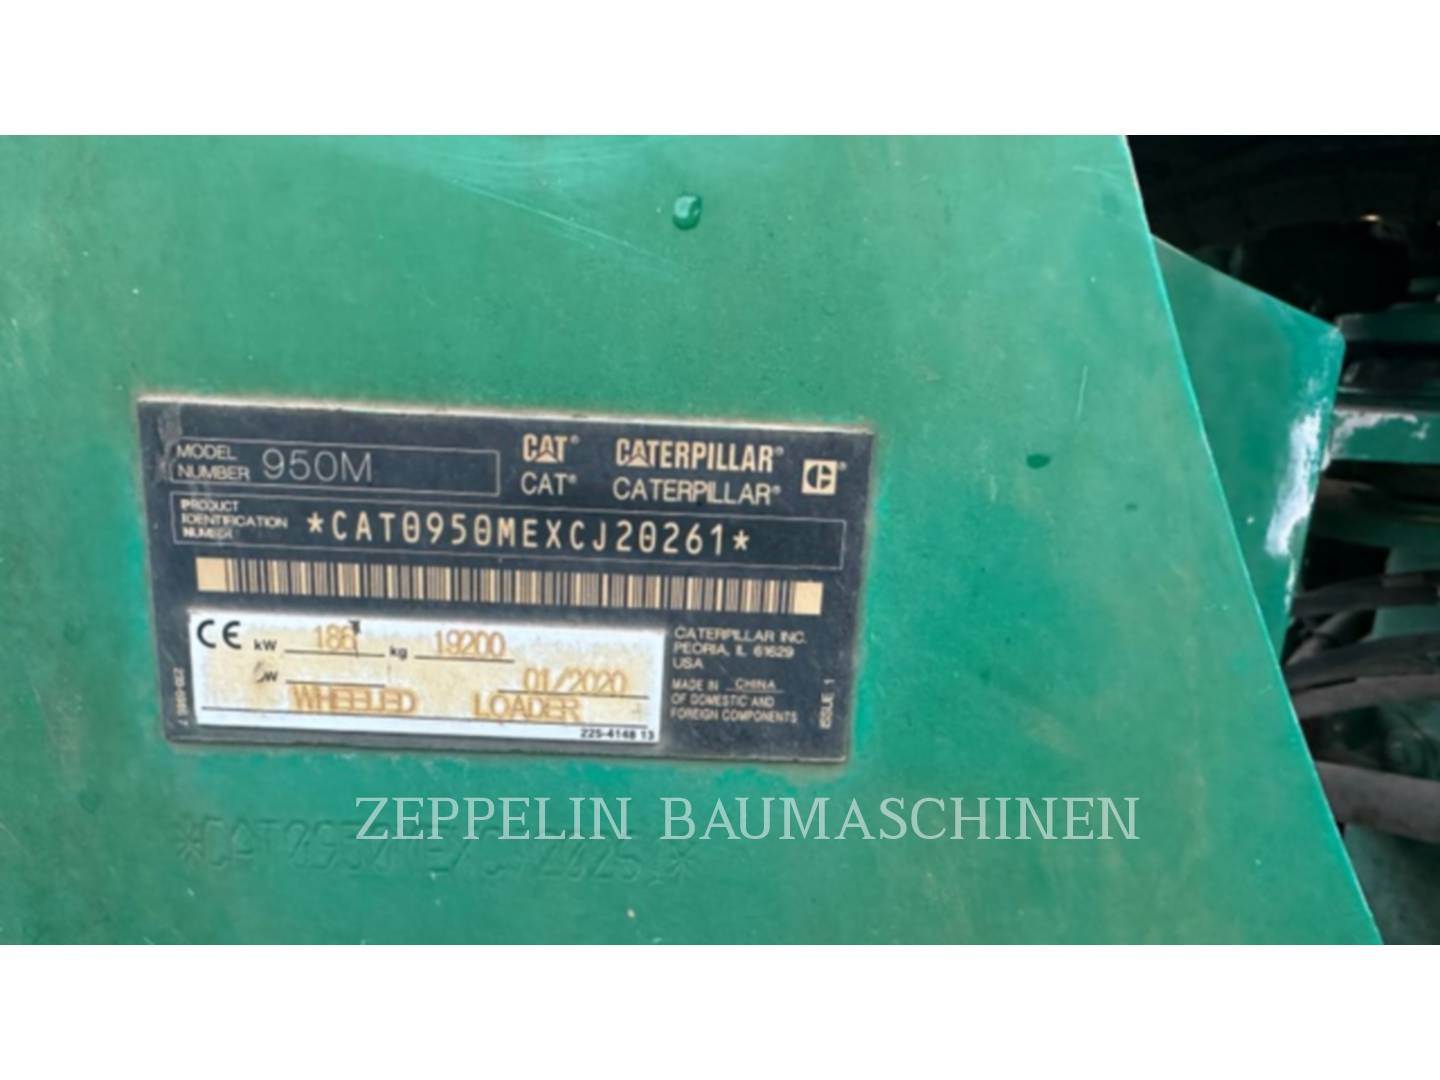 MODEL NUMBER 950M
CAT® CATERPILLAR®
CAT® CATERPILLAR®
PRODUCT IDENTIFICATION NUMBER *CAT0950MEXCJ20261*
CE kW 186 kg 19200
01/2020
WHEELED LOADER
225-4148 13
CATERPILLAR INC.
PEORIA, IL 61629
USA
MADE IN CHINA
OF DOMESTIC AND
FOREIGN COMPONENTS
ISSUE 1
ZEPPELIN BAUMASCHINEN